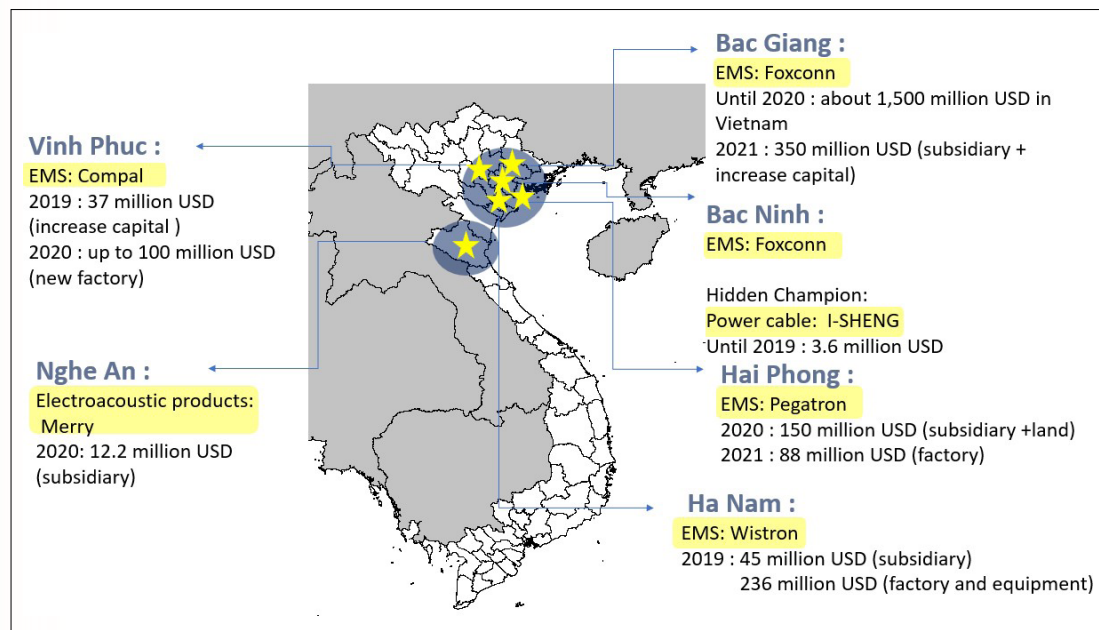 Vinh Phuc :
EMS: Compal
2019 : 37 million USD
(increase capital )
2020 : up to 100 million USD
(new factory)
Nghe An :
Electroacoustic products:
Merry
2020: 12.2 million USD
(subsidiary)
Bac Giang :
EMS: Foxconn
Until 2020 : about 1,500 million USD in
Vietnam
2021 : 350 million USD (subsidiary +
increase capital)
Bac Ninh :
EMS: Foxconn
Hidden Champion:
Power cable: I-SHENG
Until 2019 : 3.6 million USD
Hai Phong :
EMS: Pegatron
2020 : 150 million USD (subsidiary +land)
2021 : 88 million USD (factory)
Ha Nam :
EMS: Wistron
2019 : 45 million USD (subsidiary)
236 million USD (factory and equipment)